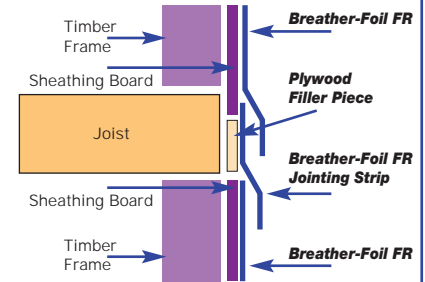 Timber
Frame
Breather-Foil FR
Sheathing Board
Plywood
Filler Piece
Joist
Breather-Foil FR
Jointing Strip
Sheathing Board
Timber
Frame
Breather-Foil FR